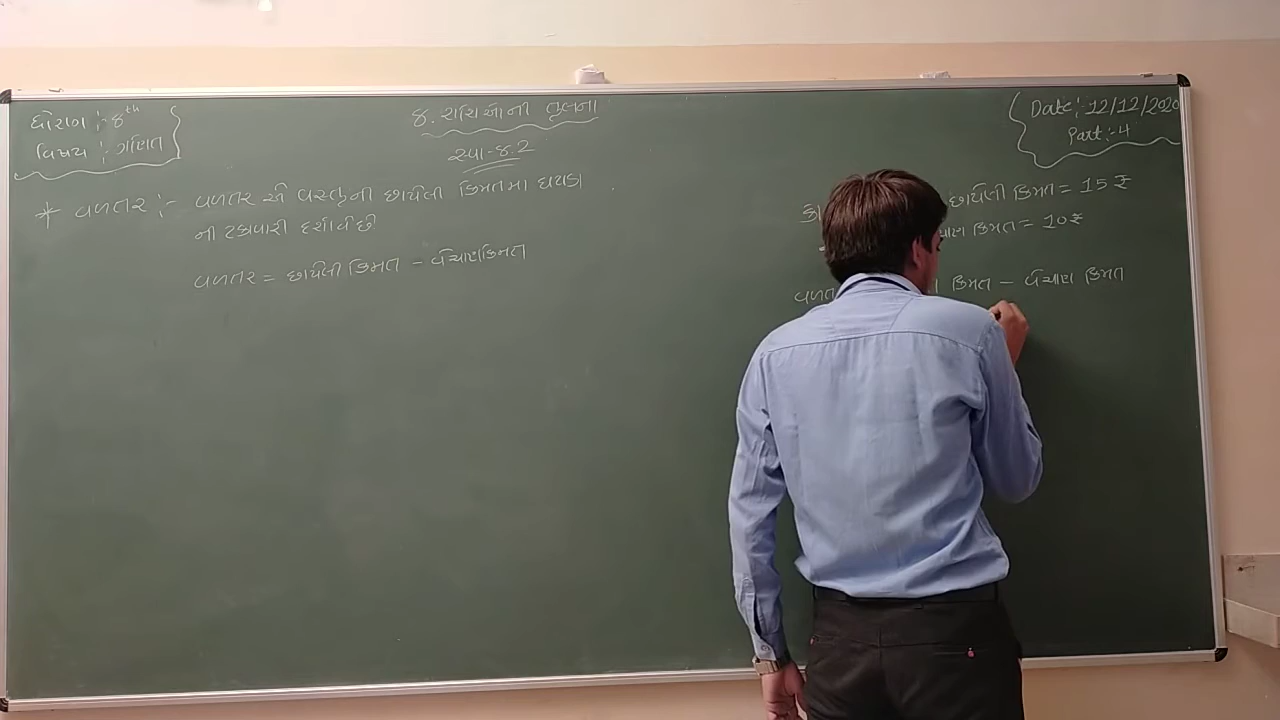 ધોરણ :- 8th
વિષય :- ગણિત
8. રાશિઓની તુલના
સ્વા-8.2
Date:- 12/12/2020
Part:- 4
* વળતર :- વળતર એ વસ્તુની છાપેલી કિંમતમા ઘટાડા
ની ટકાવારી દર્શાવે છે
વળતર = છાપેલી કિંમત - વેચાણકિંમત
છાપેલી કિંમત = 15 ₹
કિંમત = 10 ₹
કિંમત - વેચાણ કિંમત